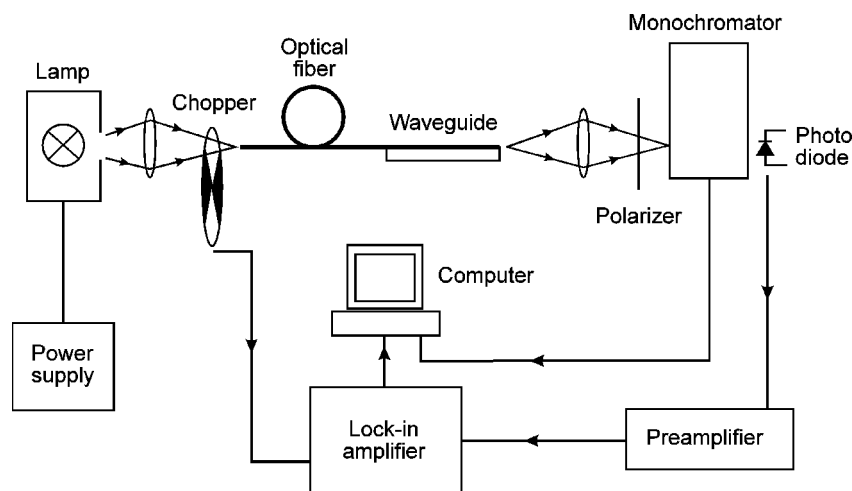 Monochromator
Optical
fiber
Lamp
Chopper
Waveguide
Photo
diode
Polarizer
Computer
Power
supply
Lock-in
amplifier
Preamplifier